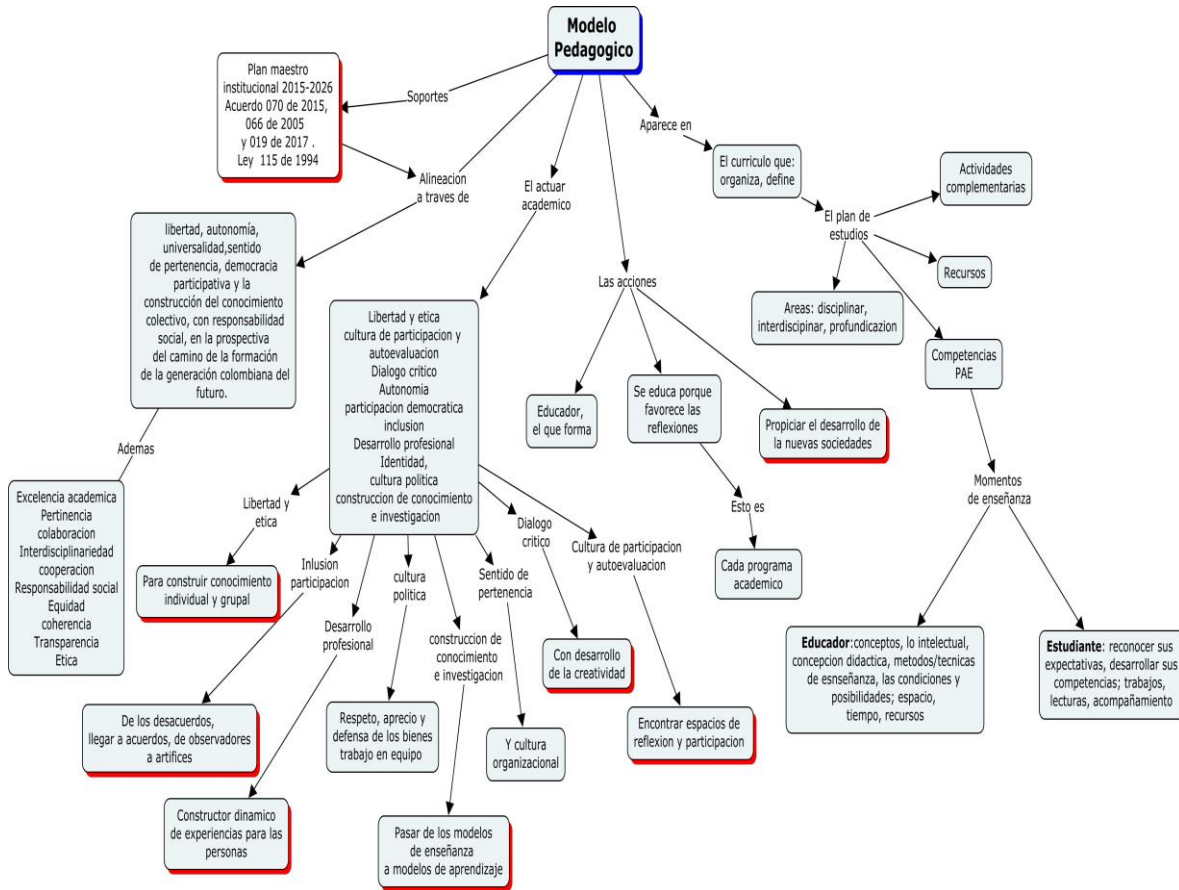 Modelo
Pedagogico
Plan maestro
institucional 2015-2026
Acuerdo 070 de 2015,
066 de 2005
y 019 de 2017 .
Ley 115 de 1994
Soportes
Alineacion
a traves de
El actuar
academico
Aparece en
El curriculo que:
organiza, define
Actividades
complementarias
El plan de
estudios
Recursos
Areas: disciplinar,
interdiscipinar, profundizacion
Competencias
PAE
Las acciones
libertad, autonomía,
universalidad,sentido
de pertenencia, democracia
participativa y la
construcción del conocimiento
colectivo, con responsabilidad
social, en la prospectiva
del camino de la formación
de la generación colombiana del
futuro.
Libertad y etica
cultura de participacion y
autoevaluacion
Dialogo critico
Autonomia
participacion democratica
inclusion
Desarrollo profesional
Identidad,
cultura politica
construccion de conocimiento
e investigacion
Educador,
el que forma
Se educa porque
favorece las
reflexiones
Propiciar el desarrollo de
la nuevas sociedades
Ademas
Excelencia academica
Pertinencia
colaboracion
Interdisciplinariedad
cooperacion
Responsabilidad social
Equidad
coherencia
Transparencia
Etica
Libertad y
etica
Para construir conocimiento
individual y grupal
Inlusion
participacion
De los desacuerdos,
llegar a acuerdos, de observadores
a artifices
Desarrollo
profesional
Constructor dinamico
de experiencias para las
personas
cultura
politica
Respeto, aprecio y
defensa de los bienes
trabajo en equipo
construccion de
conocimiento
e investigacion
Pasar de los modelos
de enseñanza
a modelos de aprendizaje
Sentido de
pertenencia
Y cultura
organizacional
Dialogo
critico
Con desarrollo
de la creatividad
Cultura de participacion
y autoevaluacion
Encontrar espacios de
reflexion y participacion
Esto es
Cada programa
academico
Momentos
de enseñanza
Educador:conceptos, lo intelectual,
concepcion didactica, metodos/tecnicas
de esnseñanza, las condiciones y
posibilidades; espacio,
tiempo, recursos
Estudiante: reconocer sus
expectativas, desarrollar sus
competencias; trabajos,
lecturas, acompañamiento